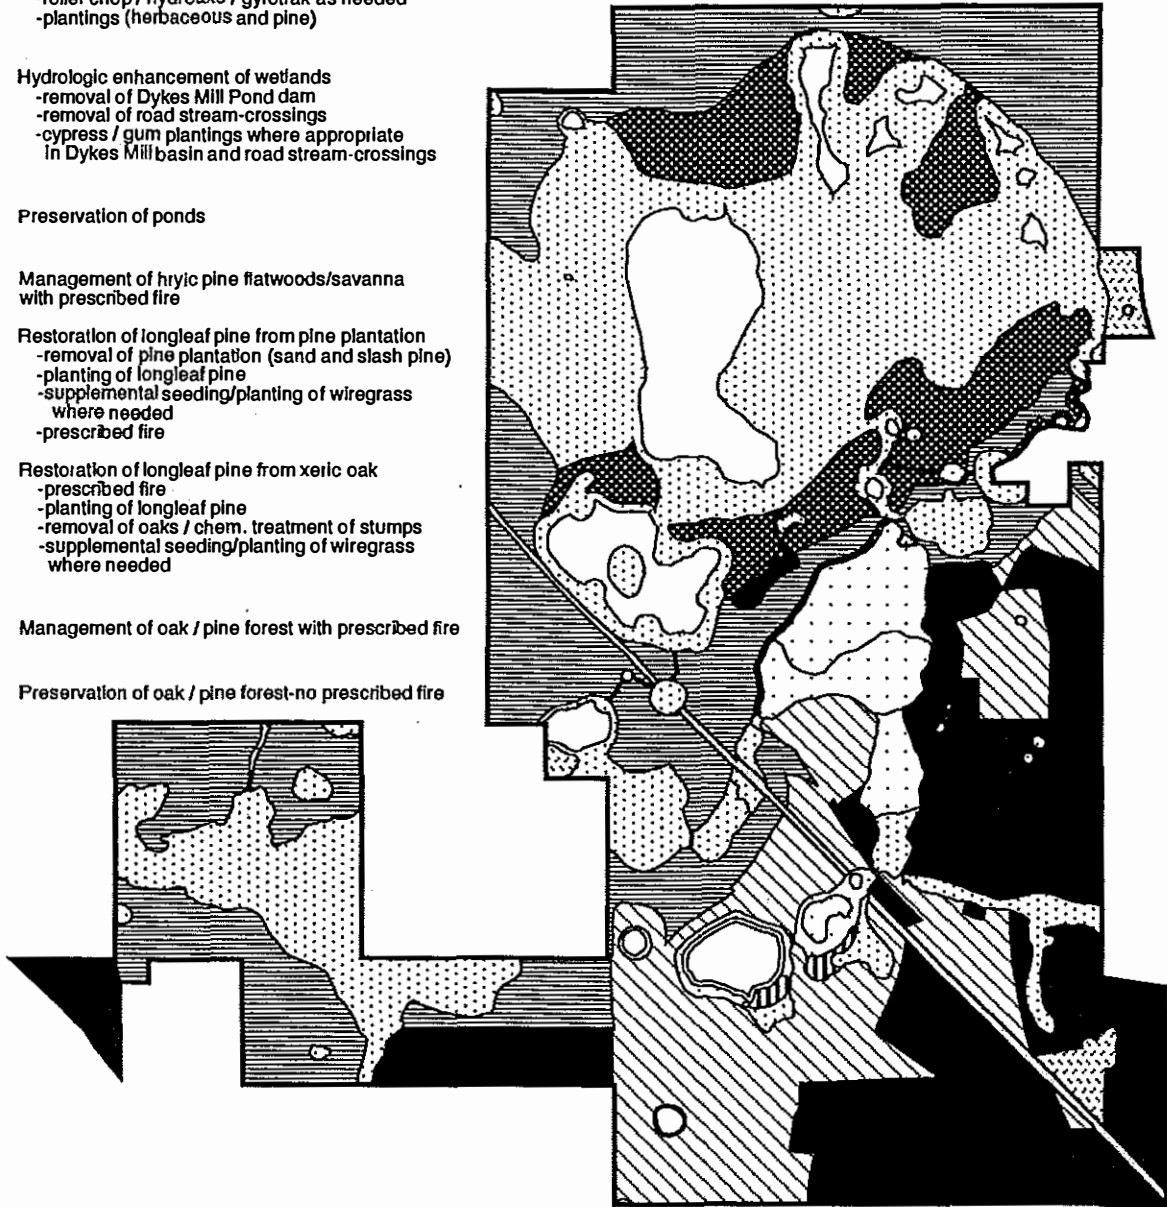 -roller chop / hydroaxe / gyrotrak as needed
-plantings (herbaceous and pine)
Hydrologic enhancement of wetlands
-removal of Dykes Mill Pond dam
-removal of road stream-crossings
-cypress / gum plantings where appropriate
in Dykes Mill basin and road stream-crossings
Preservation of ponds
Management of hryic pine flatwoods/savanna
with prescribed fire
Restoration of longleaf pine from pine plantation
-removal of pine plantation (sand and slash pine)
-planting of longleaf pine
-supplemental seeding/planting of wiregrass
where needed
-prescribed fire
Restoration of longleaf pine from xeric oak
-prescribed fire
-planting of longleaf pine
-removal of oaks / chem. treatment of stumps
-supplemental seeding/planting of wiregrass
where needed
Management of oak / pine forest with prescribed fire
Preservation of oak / pine forest-no prescribed fire